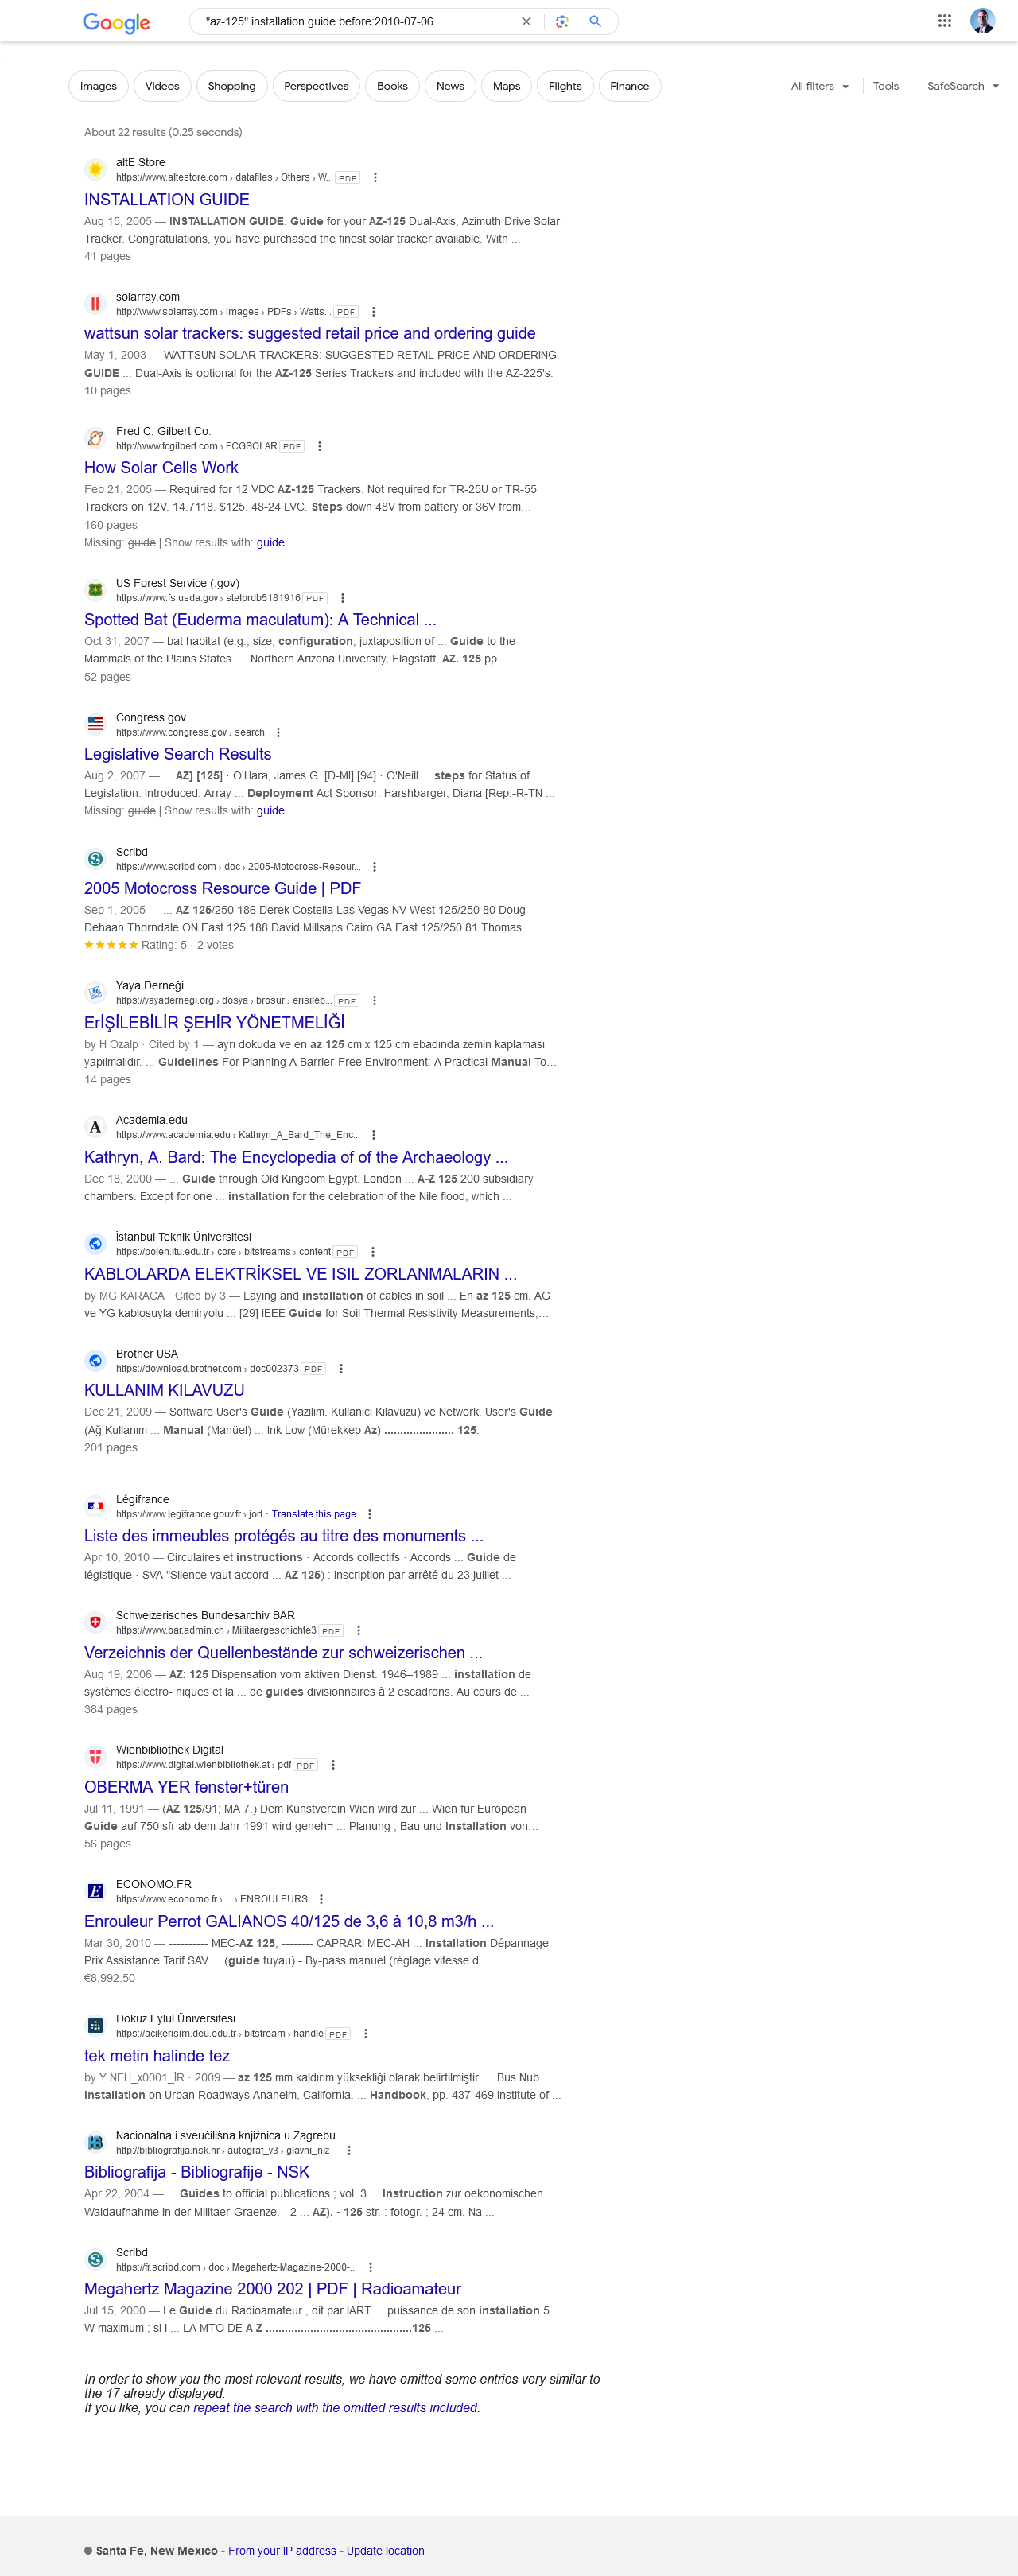 Google
"az-125" installation guide before:2010-07-06
Images
Videos
Shopping
Perspectives
Books
News
Maps
Flights
Finance
All filters
Tools
SafeSearch
About 22 results (0.25 seconds)
altE Store
https://www.altestore.com › datafiles › Others › W... PDF
INSTALLATION GUIDE
Aug 15, 2005 — INSTALLATION GUIDE. Guide for your AZ-125 Dual-Axis, Azimuth Drive Solar
Tracker. Congratulations, you have purchased the finest solar tracker available. With ...
41 pages
solarray.com
http://www.solarray.com › Images › PDFs › Watts... PDF
wattsun solar trackers: suggested retail price and ordering guide
May 1, 2003 — WATTSUN SOLAR TRACKERS: SUGGESTED RETAIL PRICE AND ORDERING
GUIDE ... Dual-Axis is optional for the AZ-125 Series Trackers and included with the AZ-225's.
10 pages
Fred C. Gilbert Co.
http://www.fcgilbert.com › FCGSOLAR PDF
How Solar Cells Work
Feb 21, 2005 — Required for 12 VDC AZ-125 Trackers. Not required for TR-25U or TR-55
Trackers on 12V. 14.7118. $125. 48-24 LVC. Steps down 48V from battery or 36V from...
160 pages
Missing: guide | Show results with: guide
US Forest Service (.gov)
https://www.fs.usda.gov › stelprdb5181916 PDF
Spotted Bat (Euderma maculatum): A Technical ...
Oct 31, 2007 — bat habitat (e.g., size, configuration, juxtaposition of ... Guide to the
Mammals of the Plains States. ... Northern Arizona University, Flagstaff, AZ. 125 pp.
52 pages
Congress.gov
https://www.congress.gov › search
Legislative Search Results
Aug 2, 2007 — ... AZ] [125] · O'Hara, James G. [D-MI] [94] · O'Neill ... steps for Status of
Legislation: Introduced. Array ... Deployment Act Sponsor: Harshbarger, Diana [Rep.-R-TN ...
Missing: guide | Show results with: guide
Scribd
https://www.scribd.com › doc › 2005-Motocross-Resour...
2005 Motocross Resource Guide | PDF
Sep 1, 2005 — ... AZ 125/250 186 Derek Costella Las Vegas NV West 125/250 80 Doug
Dehaan Thorndale ON East 125 188 David Millsaps Cairo GA East 125/250 81 Thomas...
Rating: 5 · 2 votes
Yaya Derneği
https://yayadernegi.org › dosya › brosur › erisileb... PDF
ErİŞİLEBİLİR ŞEHİR YÖNETMELİĞİ
by H Özalp · Cited by 1 — ayrı dokuda ve en az 125 cm x 125 cm ebadında zemin kaplaması
yapılmalıdır. ... Guidelines For Planning A Barrier-Free Environment: A Practical Manual To...
14 pages
Academia.edu
https://www.academia.edu › Kathryn_A_Bard_The_Enc...
Kathryn, A. Bard: The Encyclopedia of of the Archaeology ...
Dec 18, 2000 — ... Guide through Old Kingdom Egypt. London ... A-Z 125 200 subsidiary
chambers. Except for one ... installation for the celebration of the Nile flood, which ...
İstanbul Teknik Üniversitesi
https://polen.itu.edu.tr › core › bitstreams › content PDF
KABLOLARDA ELEKTRİKSEL VE ISIL ZORLANMALARIN ...
by MG KARACA · Cited by 3 — Laying and installation of cables in soil ... En az 125 cm. AG
ve YG kablosuyla demiryolu ... [29] IEEE Guide for Soil Thermal Resistivity Measurements,...
Brother USA
https://download.brother.com › doc002373 PDF
KULLANIM KILAVUZU
Dec 21, 2009 — Software User's Guide (Yazılım. Kullanıcı Kılavuzu) ve Network. User's Guide
(Ağ Kullanım ... Manual (Manüel) ... Ink Low (Mürekkep Az) ...................... 125.
201 pages
Légifrance
https://www.legifrance.gouv.fr › jorf · Translate this page
Liste des immeubles protégés au titre des monuments ...
Apr 10, 2010 — Circulaires et instructions · Accords collectifs · Accords ... Guide de
légistique · SVA "Silence vaut accord ... AZ 125) : inscription par arrêté du 23 juillet ...
Schweizerisches Bundesarchiv BAR
https://www.bar.admin.ch › Militaergeschichte3 PDF
Verzeichnis der Quellenbestände zur schweizerischen ...
Aug 19, 2006 — AZ: 125 Dispensation vom aktiven Dienst. 1946–1989 ... installation de
systèmes électro- niques et la ... de guides divisionnaires à 2 escadrons. Au cours de ...
384 pages
Wienbibliothek Digital
https://www.digital.wienbibliothek.at › pdf PDF
OBERMA YER fenster+türen
Jul 11, 1991 — (AZ 125/91; MA 7.) Dem Kunstverein Wien wird zur ... Wien für European
Guide auf 750 sfr ab dem Jahr 1991 wird geneh¬ ... Planung , Bau und Installation von...
56 pages
ECONOMO.FR
https://www.economo.fr › ... › ENROULEURS
Enrouleur Perrot GALIANOS 40/125 de 3,6 à 10,8 m3/h ...
Mar 30, 2010 — ---------- MEC-AZ 125, -------- CAPRARI MEC-AH ... Installation Dépannage
Prix Assistance Tarif SAV ... (guide tuyau) - By-pass manuel (réglage vitesse d ...
€8,992.50
Dokuz Eylül Üniversitesi
https://acikerisim.deu.edu.tr › bitstream › handle PDF
tek metin halinde tez
by Y NEH_x0001_İR · 2009 — az 125 mm kaldırım yüksekliği olarak belirtilmiştir. ... Bus Nub
Installation on Urban Roadways Anaheim, California. ... Handbook, pp. 437-469 Institute of ...
Nacionalna i sveučilišna knjižnica u Zagrebu
http://bibliografija.nsk.hr › autograf_v3 › glavni_niz
Bibliografija - Bibliografije - NSK
Apr 22, 2004 — ... Guides to official publications ; vol. 3 ... Instruction zur oekonomischen
Waldaufnahme in der Militaer-Graenze. - 2 ... AZ). - 125 str. : fotogr. ; 24 cm. Na ...
Scribd
https://fr.scribd.com › doc › Megahertz-Magazine-2000-...
Megahertz Magazine 2000 202 | PDF | Radioamateur
Jul 15, 2000 — Le Guide du Radioamateur , dit par lART ... puissance de son installation 5
W maximum ; si l ... LA MTO DE A Z .............................................125 ...
In order to show you the most relevant results, we have omitted some entries very similar to
the 17 already displayed.
If you like, you can repeat the search with the omitted results included.
Santa Fe, New Mexico - From your IP address - Update location